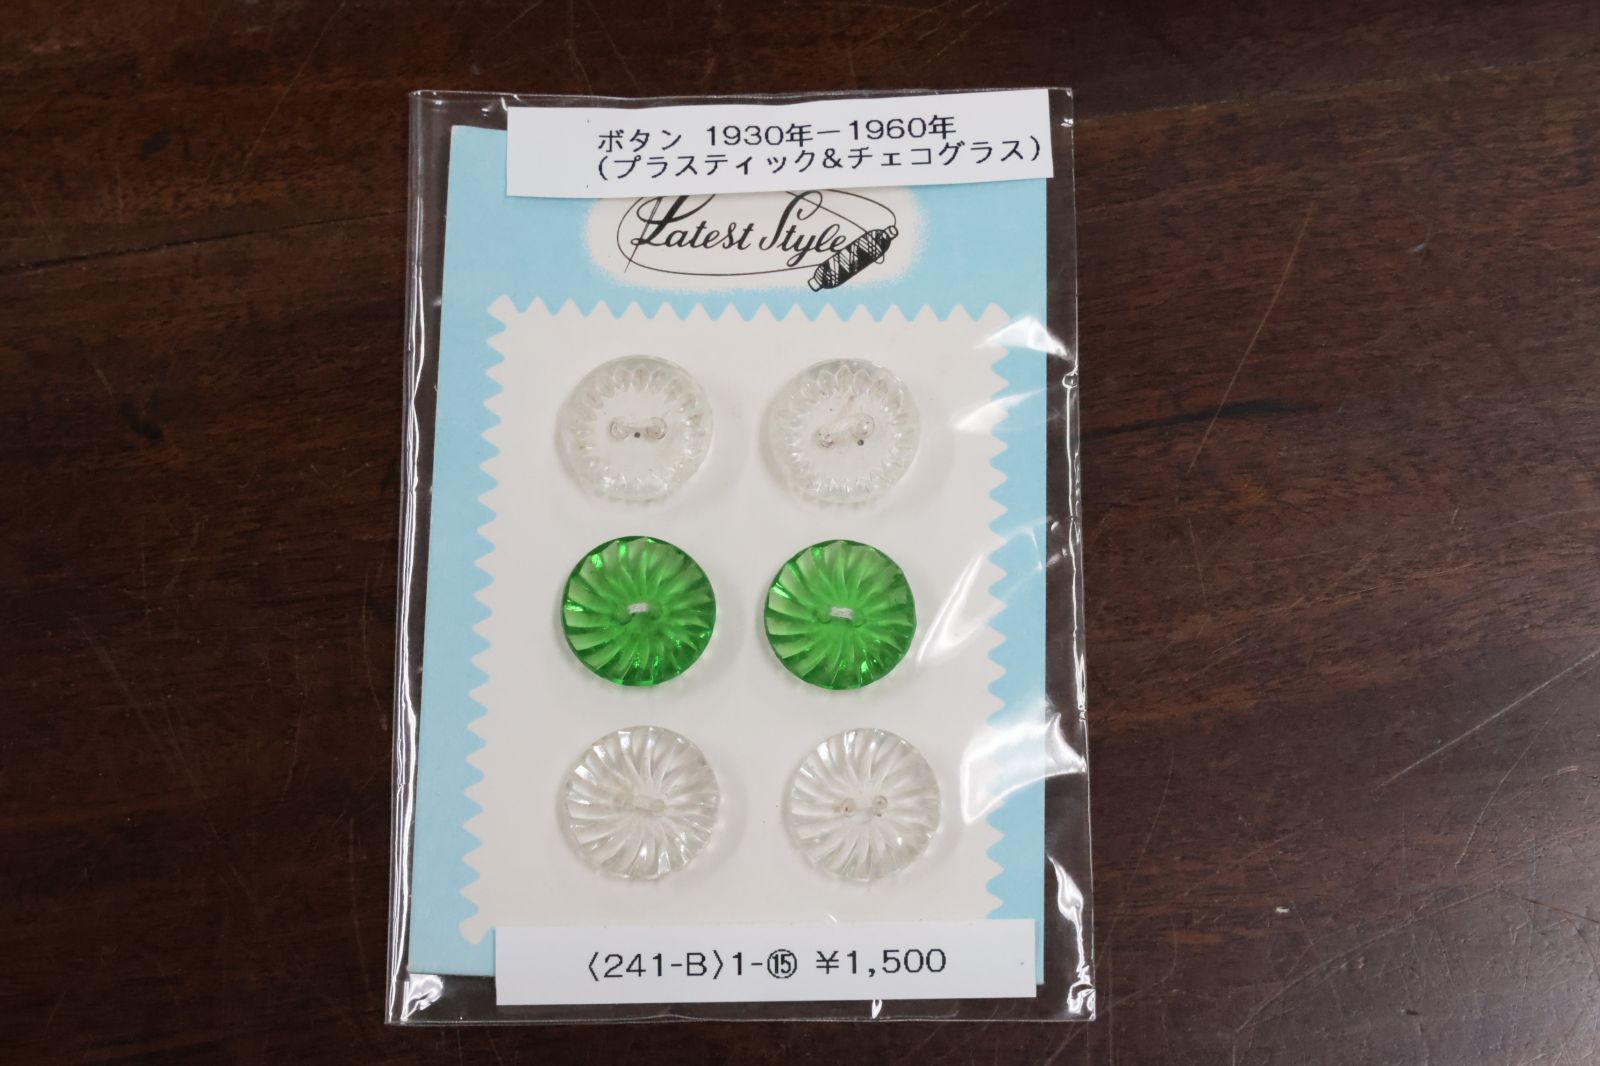 ボタン 1930年－1960年
(プラスティック&チェコグラス)
Latest Style
〈241-B〉1-⑮ ¥1,500